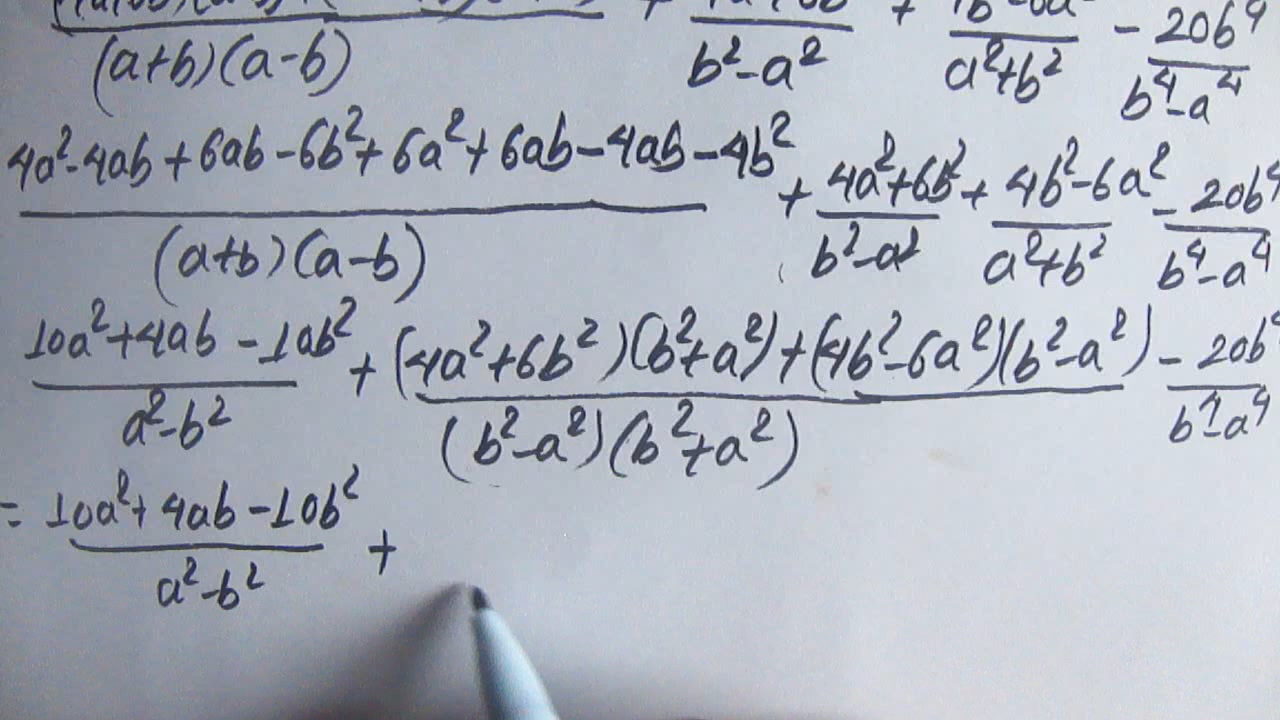 (a+b)(a-b) b²-a² a²+b² - 20b⁴/(b⁴-a⁴)
(4a²-4ab+6ab-6b²+6a²+6ab-4ab-4b²)/((a+b)(a-b)) + (4a²+6b²)/(b²-a²) + (4b²-6a²)/(a²+b²) - 20b⁴/(b⁴-a⁴)
(10a²+4ab-1ab²)/(a²-b²) + ((4a²+6b²)(b²+a²)+(4b²-6a²)(b²-a²))/((b²-a²)(b²+a²)) - 20b⁴/(b⁴-a⁴)
= (10a²+4ab-10b²)/(a²-b²) +